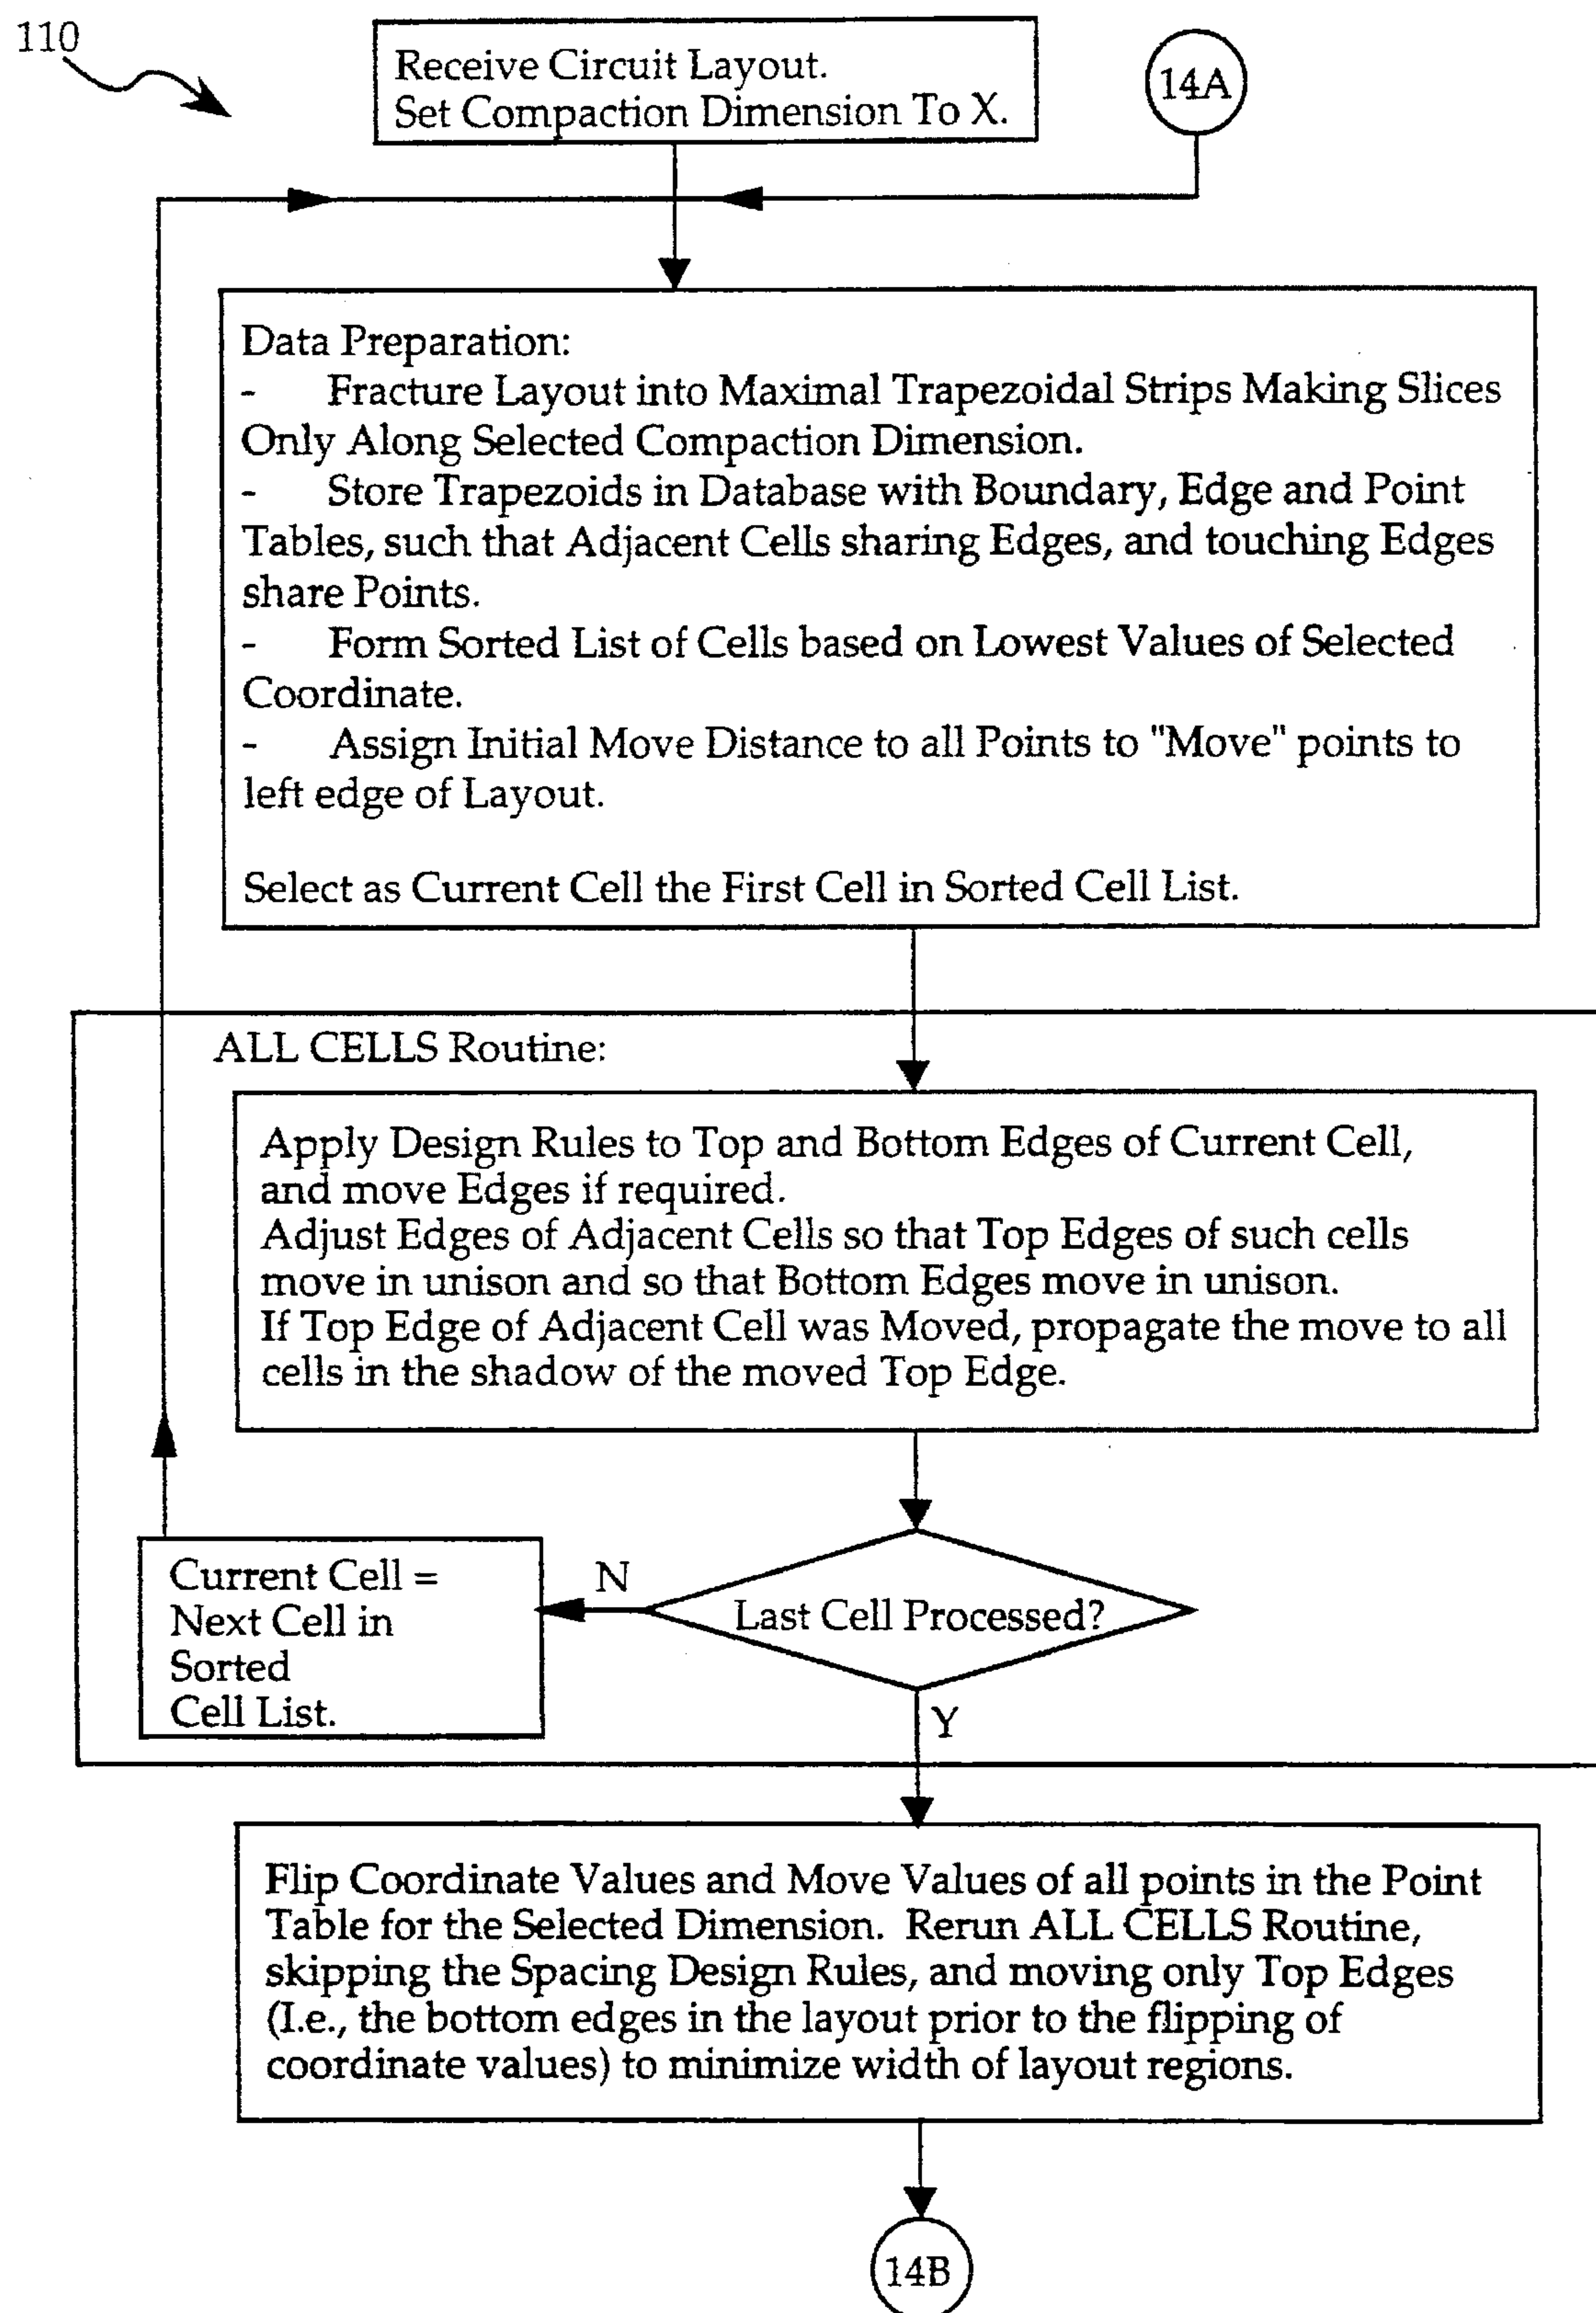 110
Receive Circuit Layout.
Set Compaction Dimension To X.
14A
Data Preparation:
- Fracture Layout into Maximal Trapezoidal Strips Making Slices
Only Along Selected Compaction Dimension.
- Store Trapezoids in Database with Boundary, Edge and Point
Tables, such that Adjacent Cells sharing Edges, and touching Edges
share Points.
- Form Sorted List of Cells based on Lowest Values of Selected
Coordinate.
- Assign Initial Move Distance to all Points to "Move" points to
left edge of Layout.
Select as Current Cell the First Cell in Sorted Cell List.
ALL CELLS Routine:
Apply Design Rules to Top and Bottom Edges of Current Cell,
and move Edges if required.
Adjust Edges of Adjacent Cells so that Top Edges of such cells
move in unison and so that Bottom Edges move in unison.
If Top Edge of Adjacent Cell was Moved, propagate the move to all
cells in the shadow of the moved Top Edge.
Current Cell =
Next Cell in
Sorted
Cell List.
N
Last Cell Processed?
Y
Flip Coordinate Values and Move Values of all points in the Point
Table for the Selected Dimension. Rerun ALL CELLS Routine,
skipping the Spacing Design Rules, and moving only Top Edges
(I.e., the bottom edges in the layout prior to the flipping of
coordinate values) to minimize width of layout regions.
14B